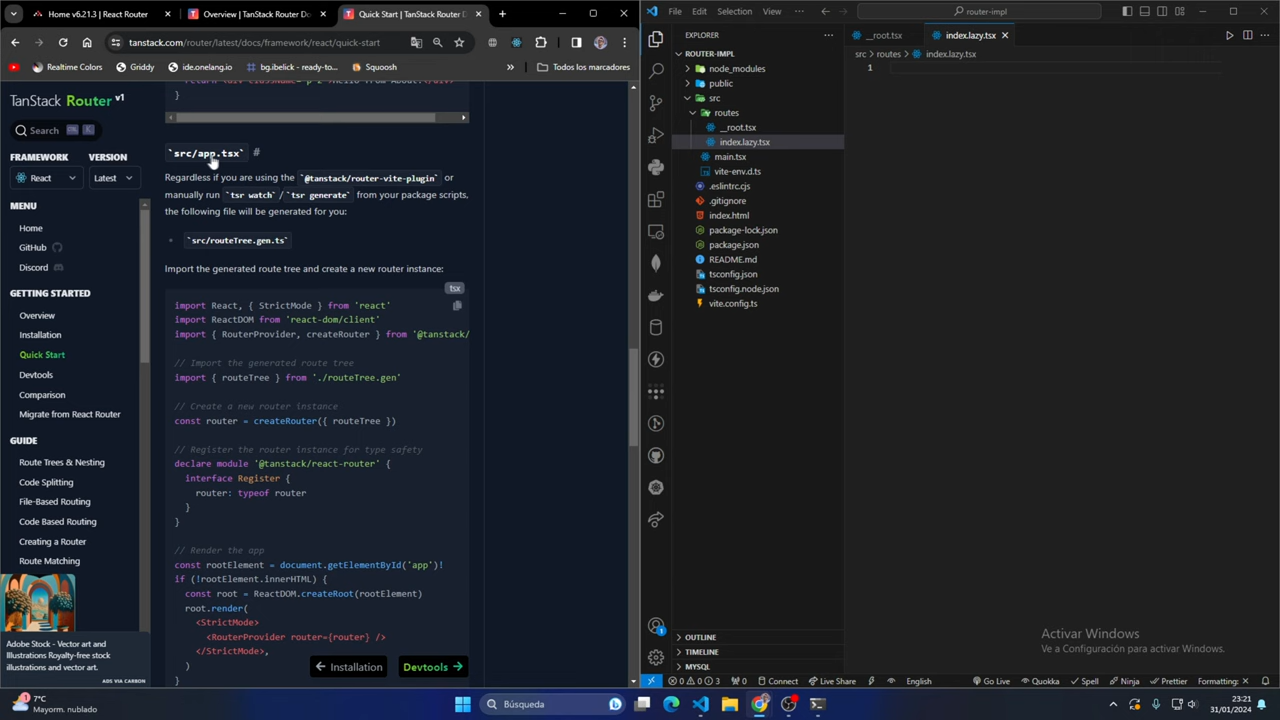 Home v6.21.3 | React Router
Overview | TanStack Router Do
Quick Start | TanStack Router D
tanstack.com/router/latest/docs/framework/react/quick-start
Realtime Colors
Griddy
ide.onelig.io
bg.ibelick - ready-to...
Squoosh
»
Todos los marcadores
TanStack Router v1
Search
K
FRAMEWORK
VERSION
React
Latest
MENU
Home
GitHub
Discord
GETTING STARTED
Overview
Installation
Quick Start
Devtools
Comparison
Migrate from React Router
GUIDE
Route Trees & Nesting
Code Splitting
File-Based Routing
Code Based Routing
Creating a Router
Route Matching
Adobe Stock - Vector art and
Illustrations Royalty-free stock
illustrations and vector art.
ADS VIA CARBON
}
`src/app.tsx` #
Regardless if you are using the `@tanstack/router-vite-plugin` or
manually run `tsr watch`/`tsr generate` from your package scripts,
the following file will be generated for you:
`src/routeTree.gen.ts`
Import the generated route tree and create a new router instance:
tsx
import React, { StrictMode } from 'react'
import ReactDOM from 'react-dom/client'
import { RouterProvider, createRouter } from '@tanstack/
// Import the generated route tree
import { routeTree } from './routeTree.gen'
// Create a new router instance
const router = createRouter({ routeTree })
// Register the router instance for type safety
declare module '@tanstack/react-router' {
interface Register {
router: typeof router
}
}
// Render the app
const rootElement = document.getElementById('app')!
if (!rootElement.innerHTML) {
const root = ReactDOM.createRoot(rootElement)
root.render(
<StrictMode>
<RouterProvider router={router} />
</StrictMode>,
)
}
← Installation
Devtools →
File Edit Selection View ...
router-impl
EXPLORER
...
ROUTER-IMPL
node_modules
public
src
routes
__root.tsx
index.lazy.tsx
main.tsx
vite-env.d.ts
.eslintrc.cjs
.gitignore
index.html
package-lock.json
package.json
README.md
tsconfig.json
tsconfig.node.json
vite.config.ts
OUTLINE
TIMELINE
MYSQL
__root.tsx
index.lazy.tsx
src > routes > index.lazy.tsx
1
Activar Windows
Ve a Configuración para activar Windows.
0 0 3
0
Connect
Live Share
English
Go Live
Quokka
Spell
Ninja
Prettier
Formatting:
7°C
Mayorm. nublado
Búsqueda
23:21
31/01/2024